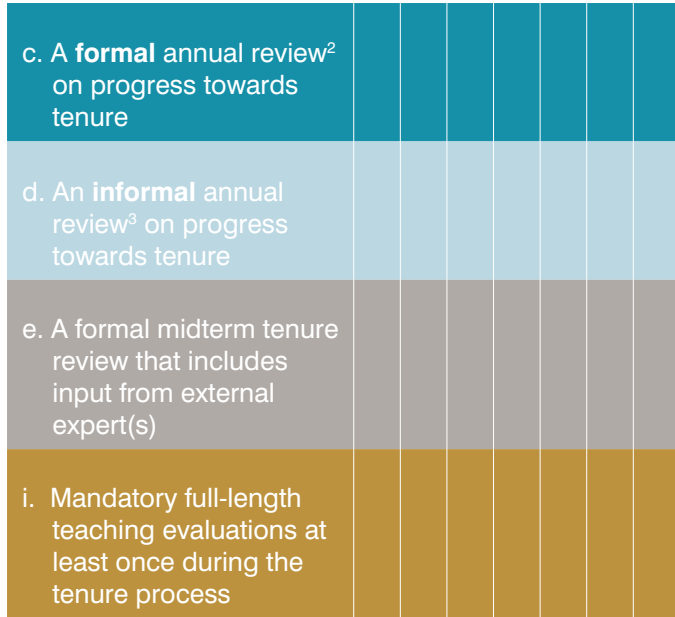 c. A formal annual review²
on progress towards
tenure
d. An informal annual
review³ on progress
towards tenure
e. A formal midterm tenure
review that includes
input from external
expert(s)
i. Mandatory full-length
teaching evaluations at
least once during the
tenure process